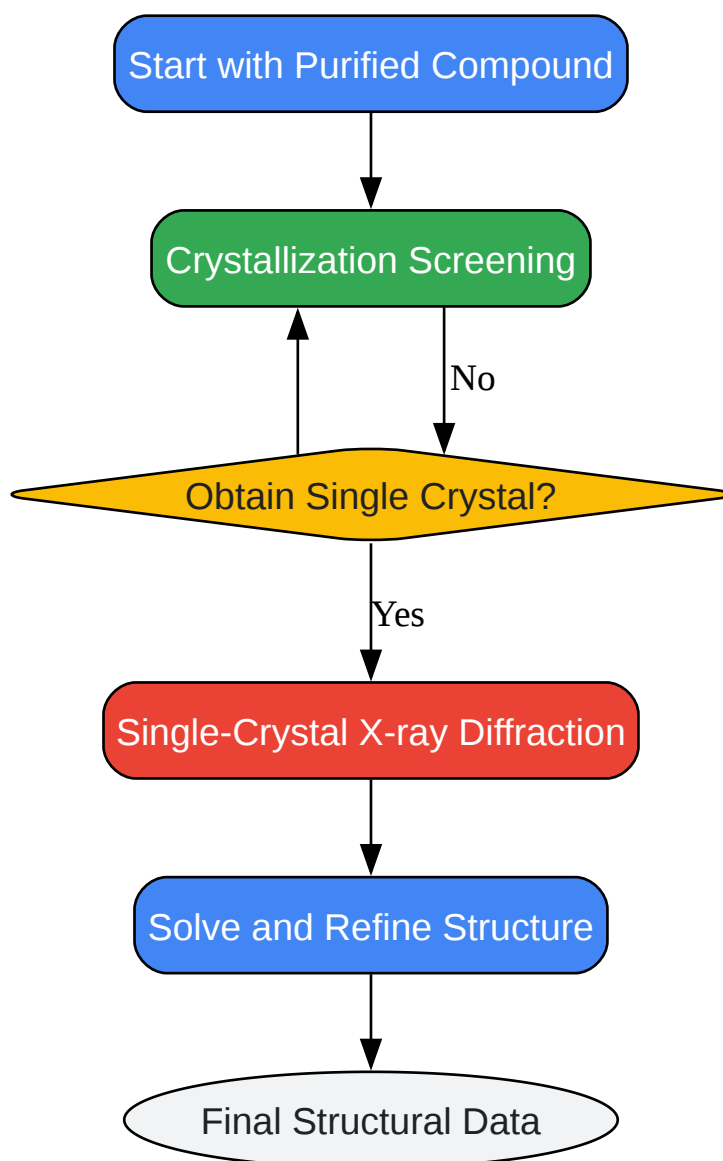 Start with Purified Compound
Crystallization Screening
No
Obtain Single Crystal?
Yes
Single-Crystal X-ray Diffraction
Solve and Refine Structure
Final Structural Data